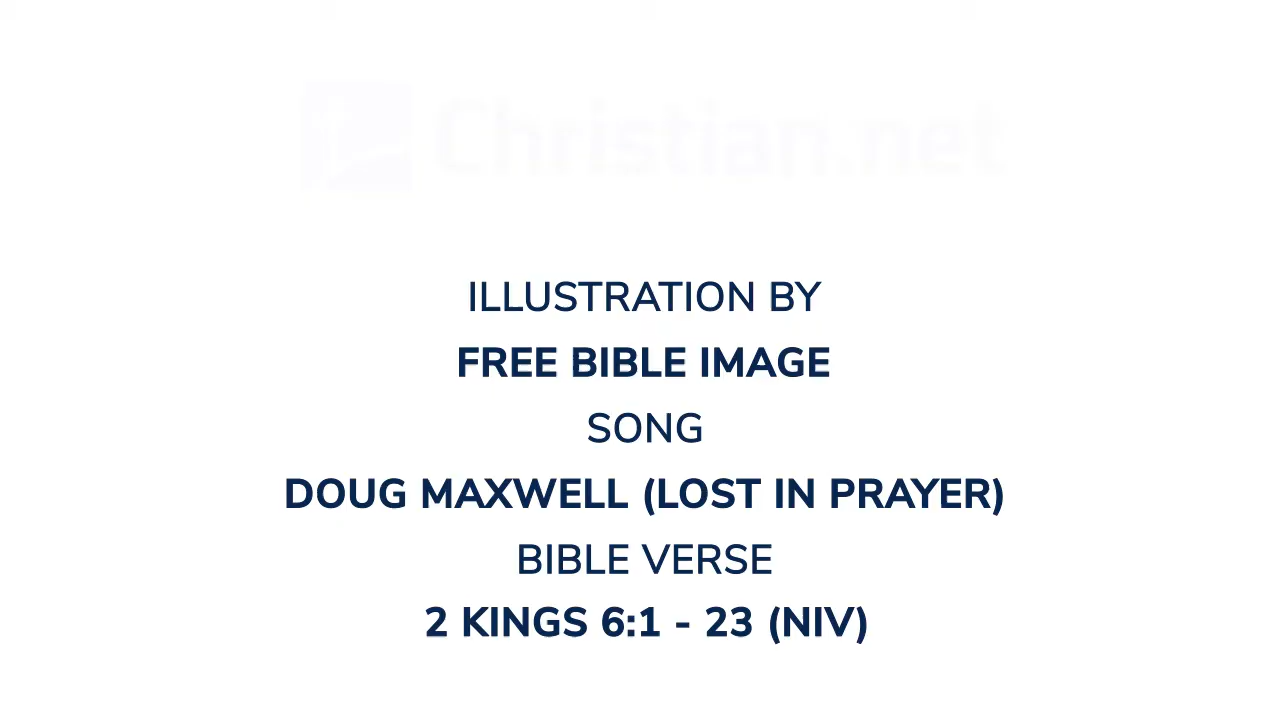 Christian.net
ILLUSTRATION BY
FREE BIBLE IMAGE
SONG
DOUG MAXWELL (LOST IN PRAYER)
BIBLE VERSE
2 KINGS 6:1 - 23 (NIV)